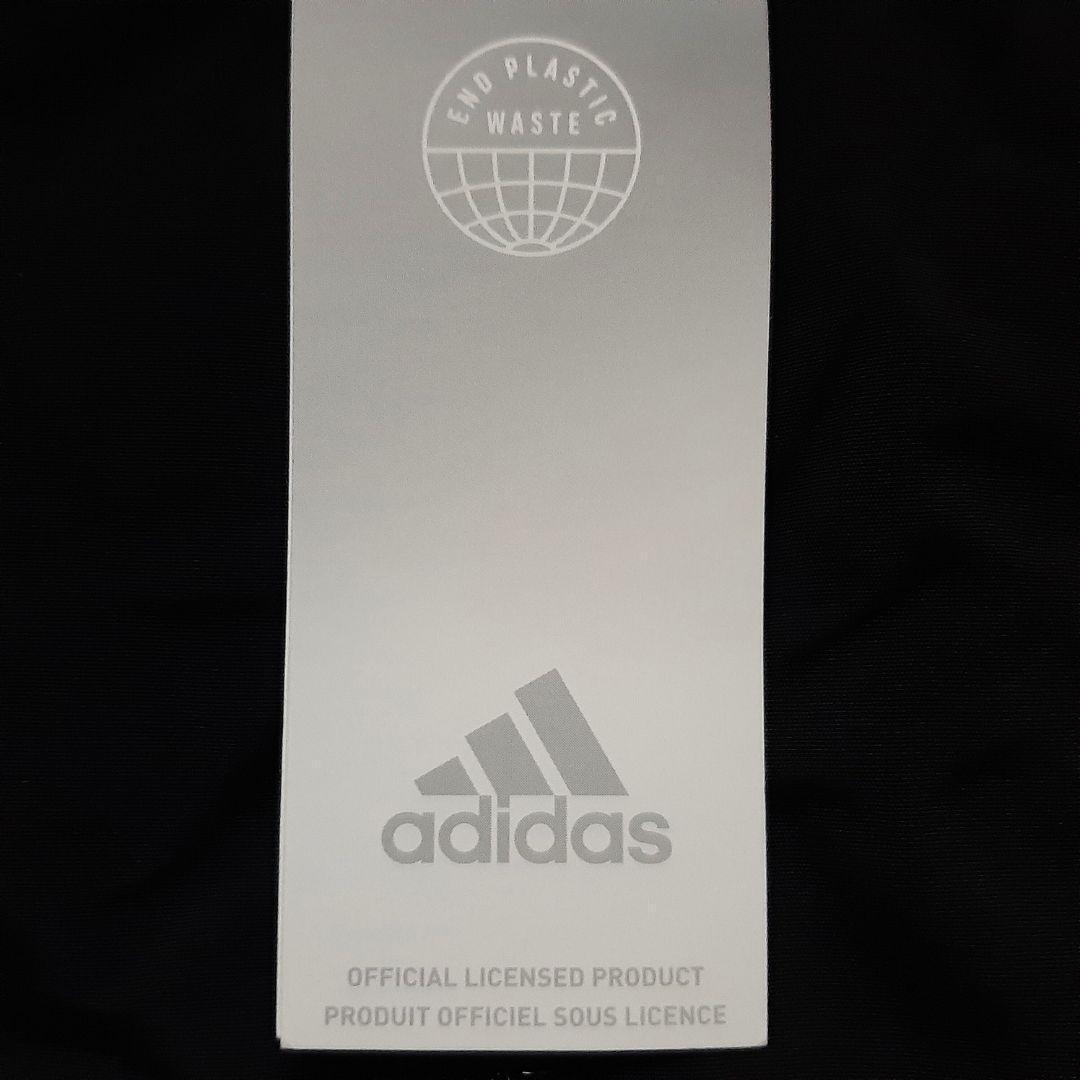 END PLASTIC
WASTE
adidas
OFFICIAL LICENSED PRODUCT
PRODUIT OFFICIEL SOUS LICENCE